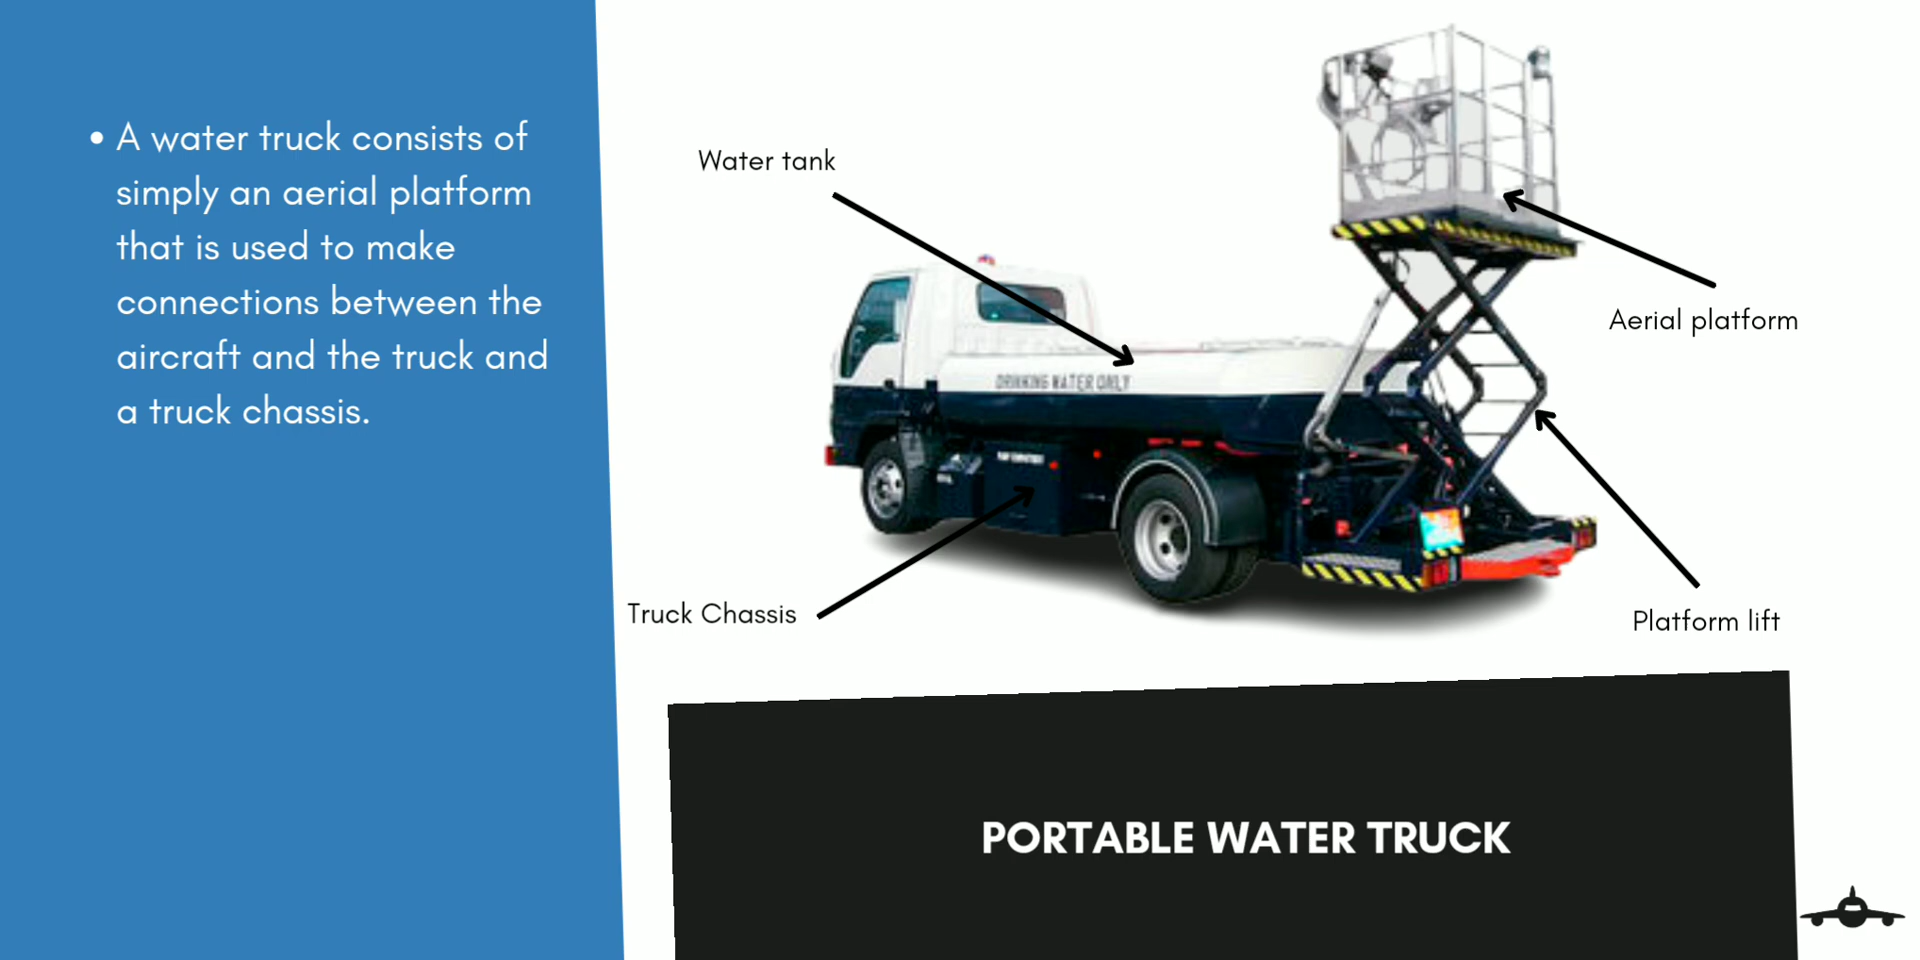 • A water truck consists of
simply an aerial platform
that is used to make
connections between the
aircraft and the truck and
a truck chassis.
Water tank
Aerial platform
DRINKING WATER ONLY
Truck Chassis
Platform lift
PORTABLE WATER TRUCK